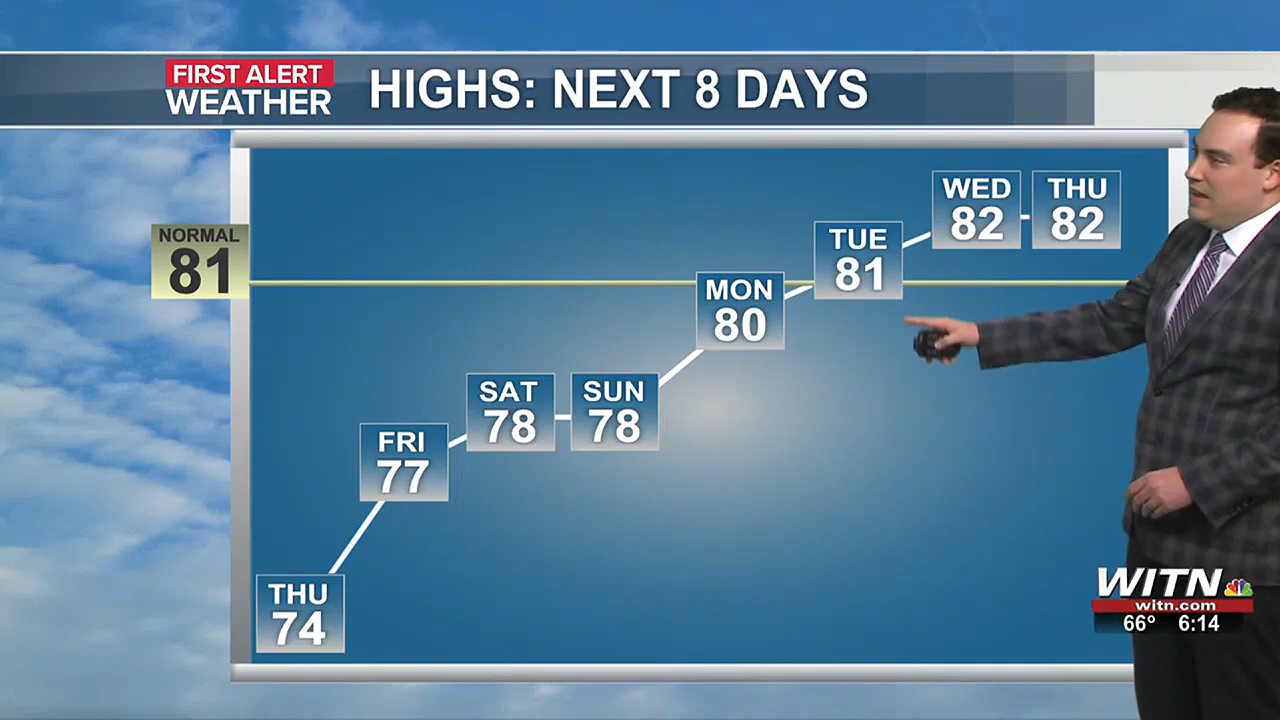 FIRST ALERT
WEATHER
HIGHS: NEXT 8 DAYS
NORMAL
81
THU
74
FRI
77
SAT
78
SUN
78
MON
80
TUE
81
WED
82
THU
82
WITN
witn.com
66° 6:14